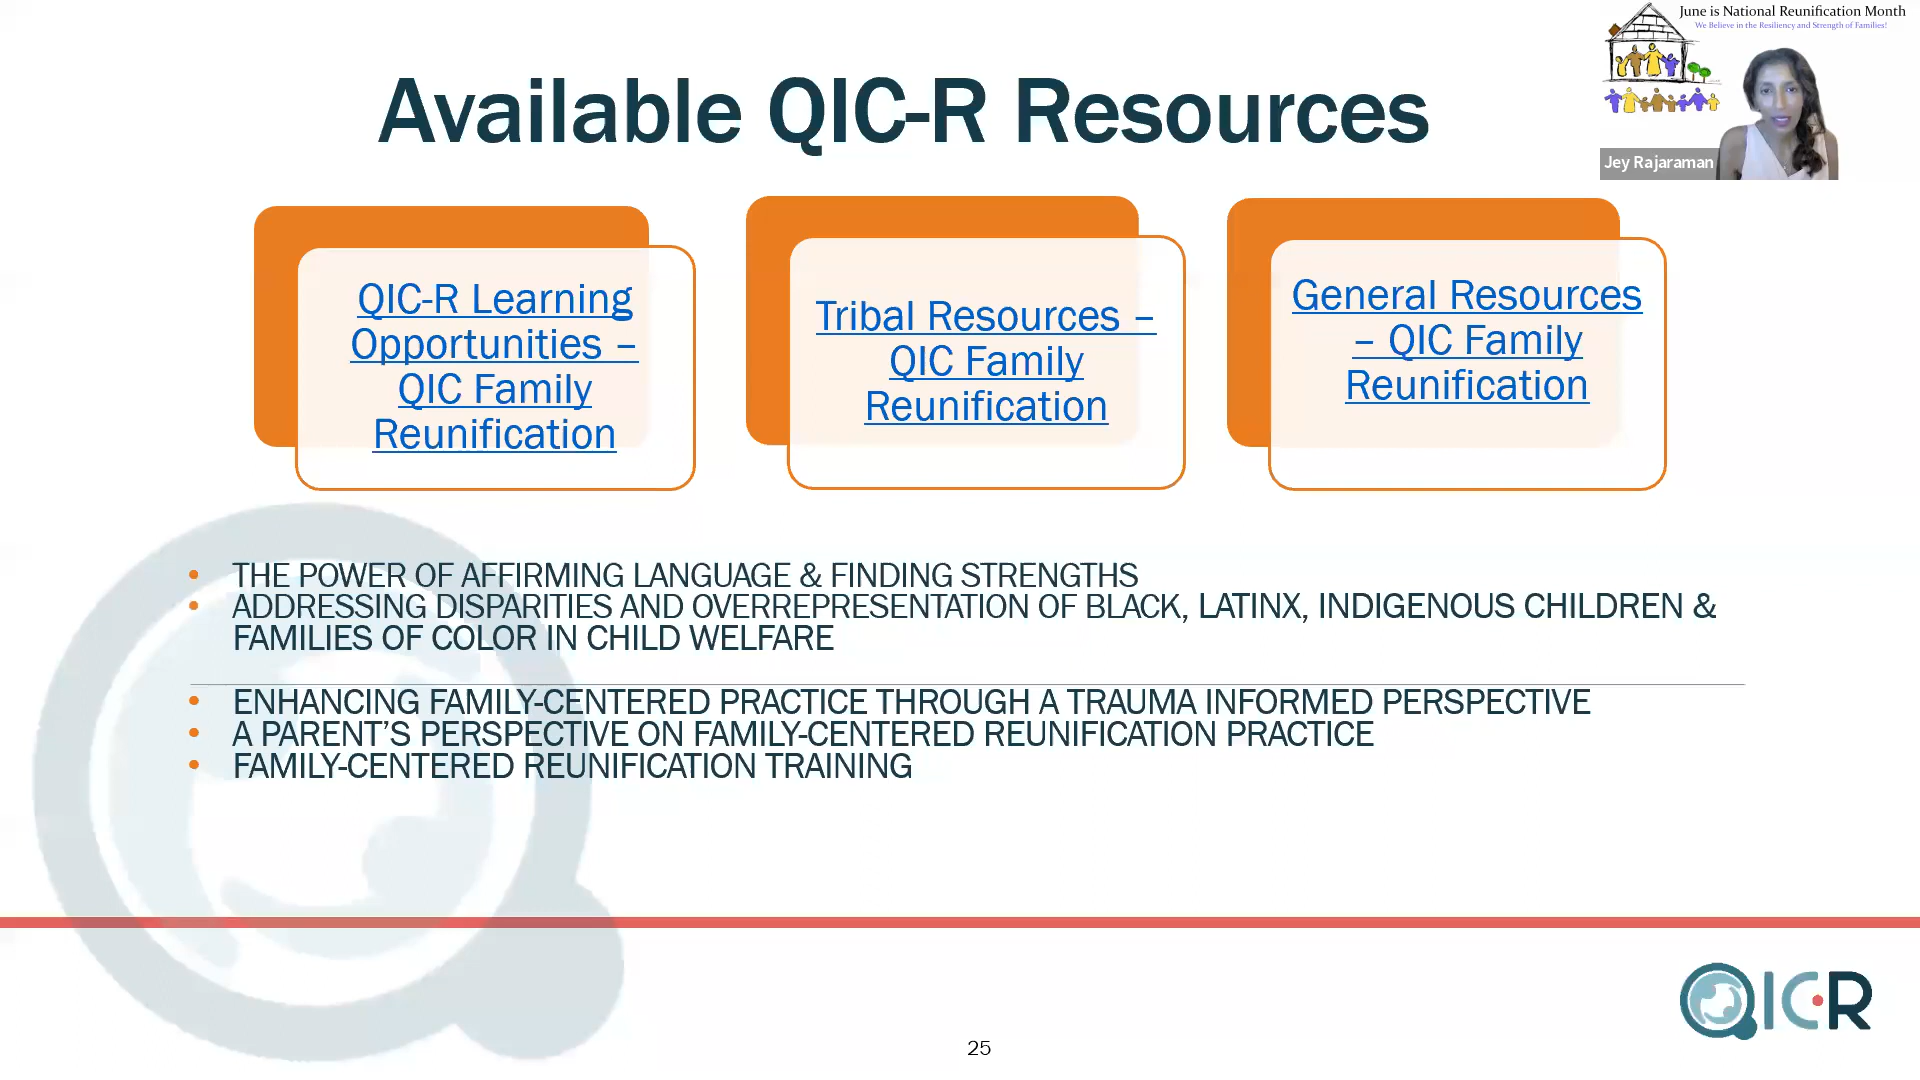 June is National Reunification Month
We Believe in the Resiliency and Strength of Families!
Available QIC-R Resources
Jey Rajaraman
QIC-R Learning
Opportunities –
QIC Family
Reunification
Tribal Resources –
QIC Family
Reunification
General Resources
– QIC Family
Reunification
• THE POWER OF AFFIRMING LANGUAGE & FINDING STRENGTHS
• ADDRESSING DISPARITIES AND OVERREPRESENTATION OF BLACK, LATINX, INDIGENOUS CHILDREN &
FAMILIES OF COLOR IN CHILD WELFARE
• ENHANCING FAMILY-CENTERED PRACTICE THROUGH A TRAUMA INFORMED PERSPECTIVE
• A PARENT’S PERSPECTIVE ON FAMILY-CENTERED REUNIFICATION PRACTICE
• FAMILY-CENTERED REUNIFICATION TRAINING
QIC-R
25